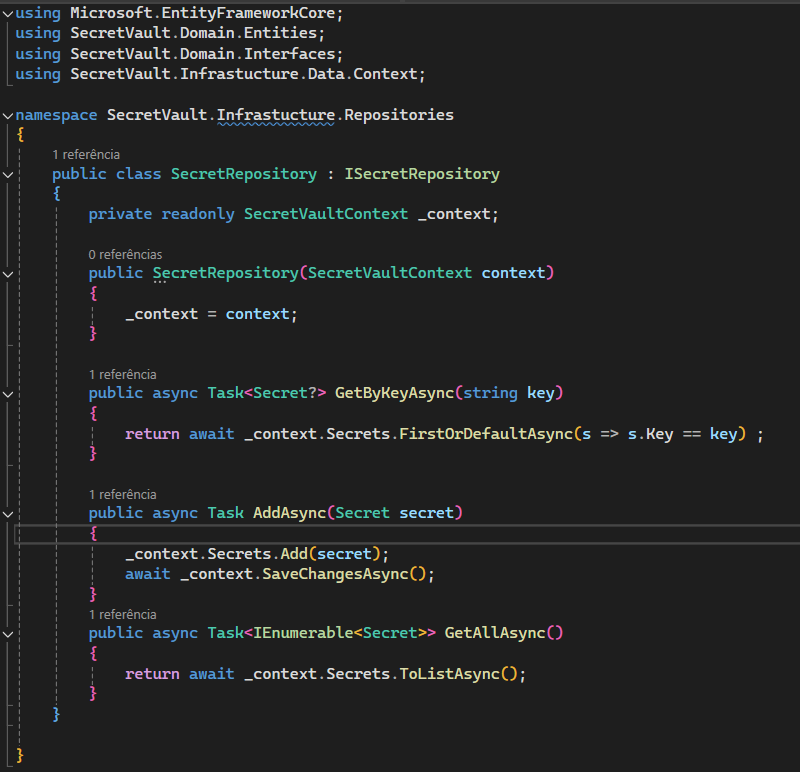 using Microsoft.EntityFrameworkCore;
using SecretVault.Domain.Entities;
using SecretVault.Domain.Interfaces;
using SecretVault.Infrastucture.Data.Context;
namespace SecretVault.Infrastucture.Repositories
{
1 referência
public class SecretRepository : ISecretRepository
{
private readonly SecretVaultContext _context;
0 referências
public SecretRepository(SecretVaultContext context)
{
_context = context;
}
1 referência
public async Task<Secret?> GetByKeyAsync(string key)
{
return await _context.Secrets.FirstOrDefaultAsync(s => s.Key == key) ;
}
1 referência
public async Task AddAsync(Secret secret)
{
_context.Secrets.Add(secret);
await _context.SaveChangesAsync();
}
1 referência
public async Task<IEnumerable<Secret>> GetAllAsync()
{
return await _context.Secrets.ToListAsync();
}
}
}